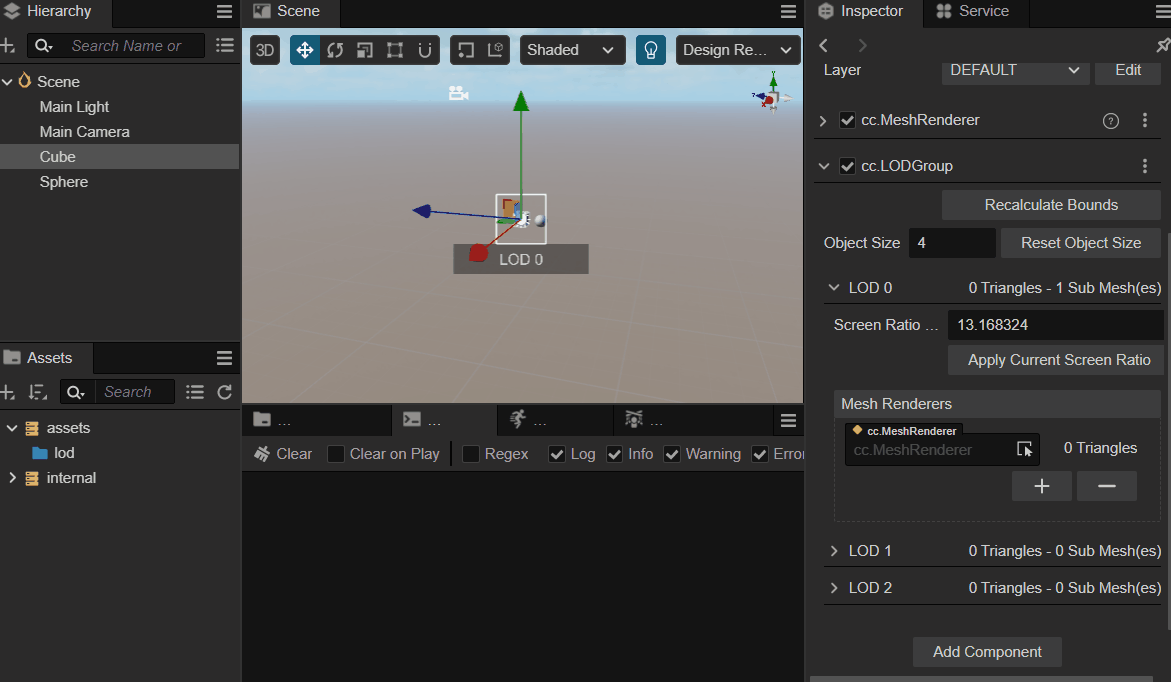 Hierarchy
Search Name or
Scene
Main Light
Main Camera
Cube
Sphere
Assets
Search
assets
lod
internal
Scene
3D
Shaded
Design Re...
Y
LOD 0
...
...
...
...
Clear
Clear on Play
Regex
Log
Info
Warning
Error
Inspector
Service
Layer
DEFAULT
Edit
cc.MeshRenderer
?
cc.LODGroup
Recalculate Bounds
Object Size
4
Reset Object Size
LOD 0
0 Triangles - 1 Sub Mesh(es)
Screen Ratio ...
13.168324
Apply Current Screen Ratio
Mesh Renderers
cc.MeshRenderer
cc.MeshRenderer
0 Triangles
LOD 1
0 Triangles - 0 Sub Mesh(es)
LOD 2
0 Triangles - 0 Sub Mesh(es)
Add Component